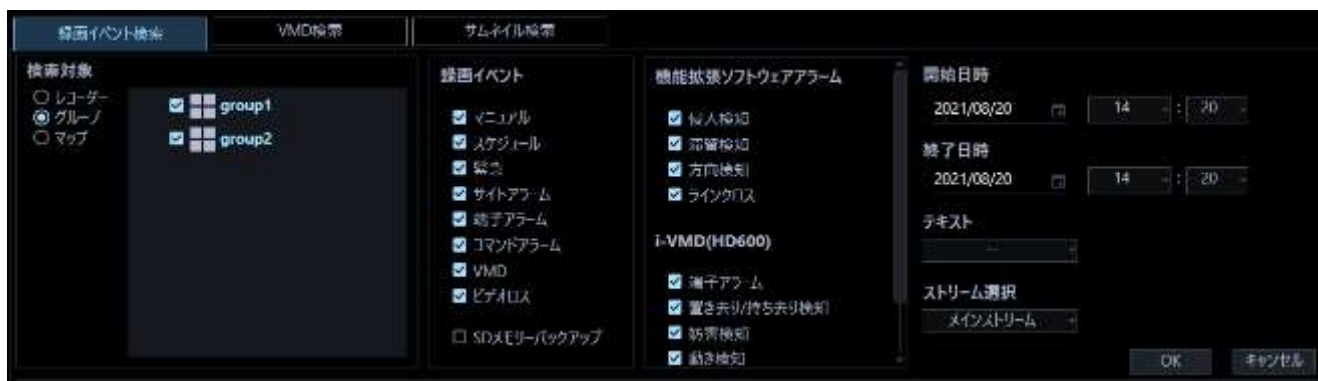 録画イベント検索
VMD検索
サムネイル検索
検索対象
レコーダー
グループ
マップ
group1
group2
録画イベント
マニュアル
スケジュール
緊急
サイトアラーム
端子アラーム
コマンドアラーム
VMD
ビデオロス
SDメモリーバックアップ
機能拡張ソフトウェアアラーム
侵入検知
滞留検知
方向検知
ラインクロス
i-VMD(HD600)
端子アラーム
置き去り/持ち去り検知
妨害検知
動き検知
開始日時
2021/08/20 14 : 20
終了日時
2021/08/20 14 : 20
テキスト
---
ストリーム選択
メインストリーム
OK キャンセル